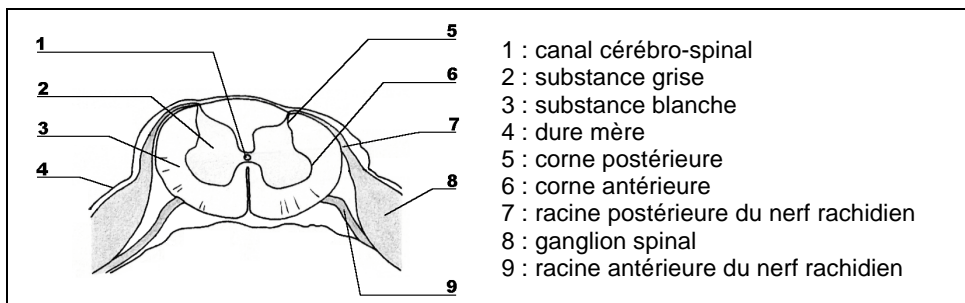 1
2
3
4
5
6
7
8
9
1 : canal cérébro-spinal
2 : substance grise
3 : substance blanche
4 : dure mère
5 : corne postérieure
6 : corne antérieure
7 : racine postérieure du nerf rachidien
8 : ganglion spinal
9 : racine antérieure du nerf rachidien